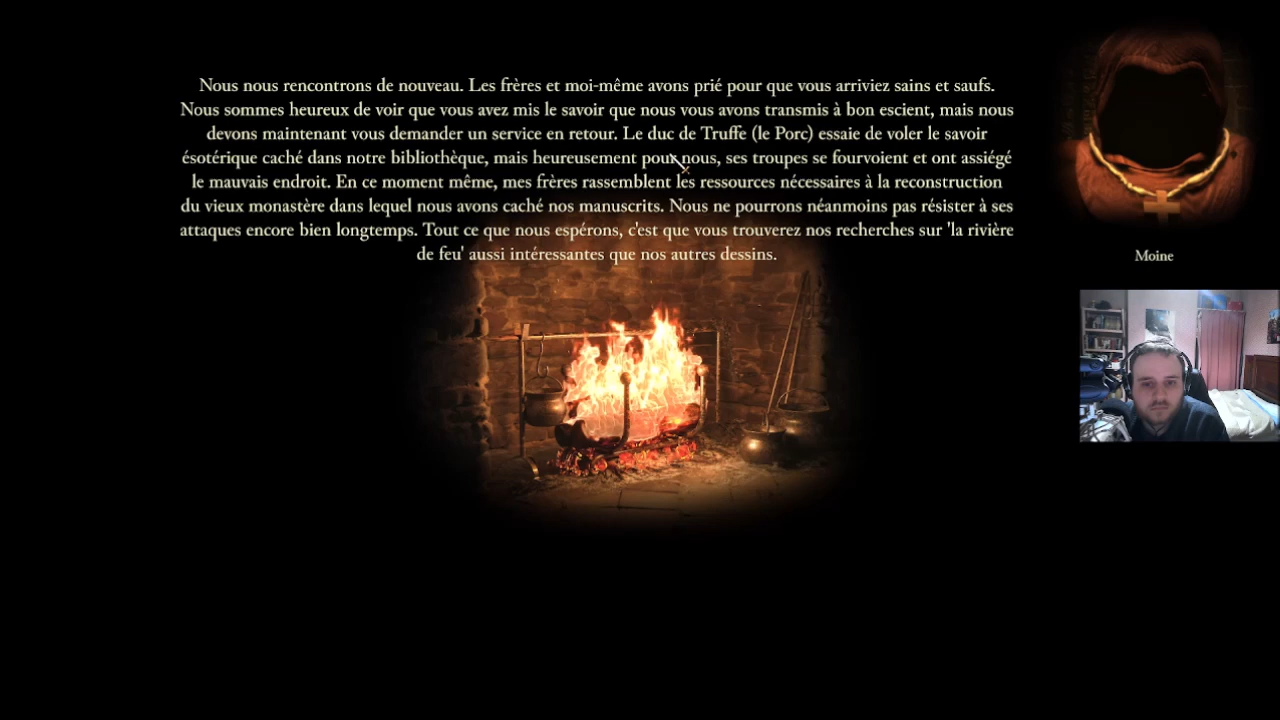 Nous nous rencontrons de nouveau. Les frères et moi-même avons prié pour que vous arriviez sains et saufs.
Nous sommes heureux de voir que vous avez mis le savoir que nous vous avons transmis à bon escient, mais nous
devons maintenant vous demander un service en retour. Le duc de Truffe (le Porc) essaie de voler le savoir
ésotérique caché dans notre bibliothèque, mais heureusement pour nous, ses troupes se fourvoient et ont assiégé
le mauvais endroit. En ce moment même, mes frères rassemblent les ressources nécessaires à la reconstruction
du vieux monastère dans lequel nous avons caché nos manuscrits. Nous ne pourrons néanmoins pas résister à ses
attaques encore bien longtemps. Tout ce que nous espérons, c'est que vous trouverez nos recherches sur 'la rivière
de feu' aussi intéressantes que nos autres dessins.
Moine